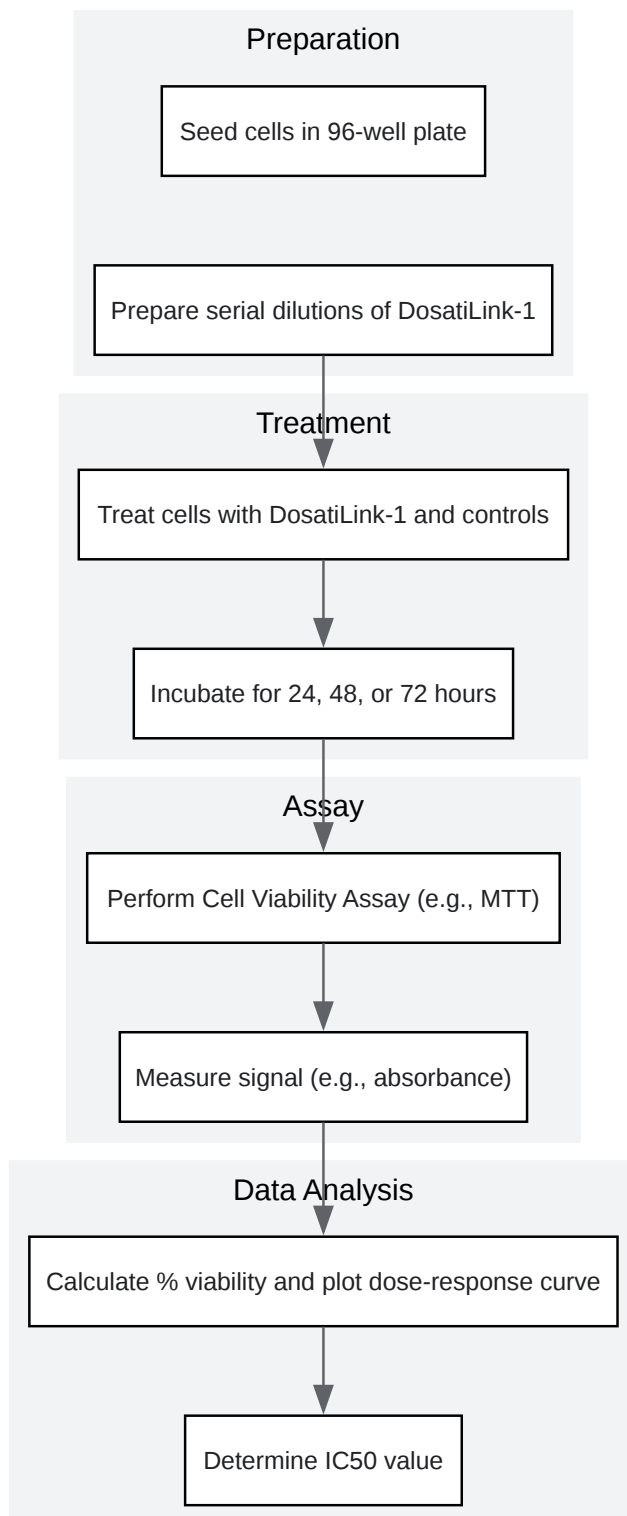 Preparation
Seed cells in 96-well plate
Prepare serial dilutions of DosatiLink-1
Treatment
Treat cells with DosatiLink-1 and controls
Incubate for 24, 48, or 72 hours
Assay
Perform Cell Viability Assay (e.g., MTT)
Measure signal (e.g., absorbance)
Data Analysis
Calculate % viability and plot dose-response curve
Determine IC50 value